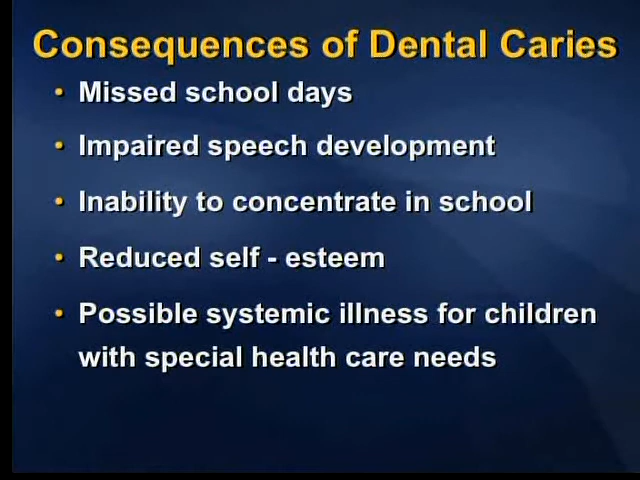 Consequences of Dental Caries
• Missed school days
• Impaired speech development
• Inability to concentrate in school
• Reduced self - esteem
• Possible systemic illness for children
with special health care needs